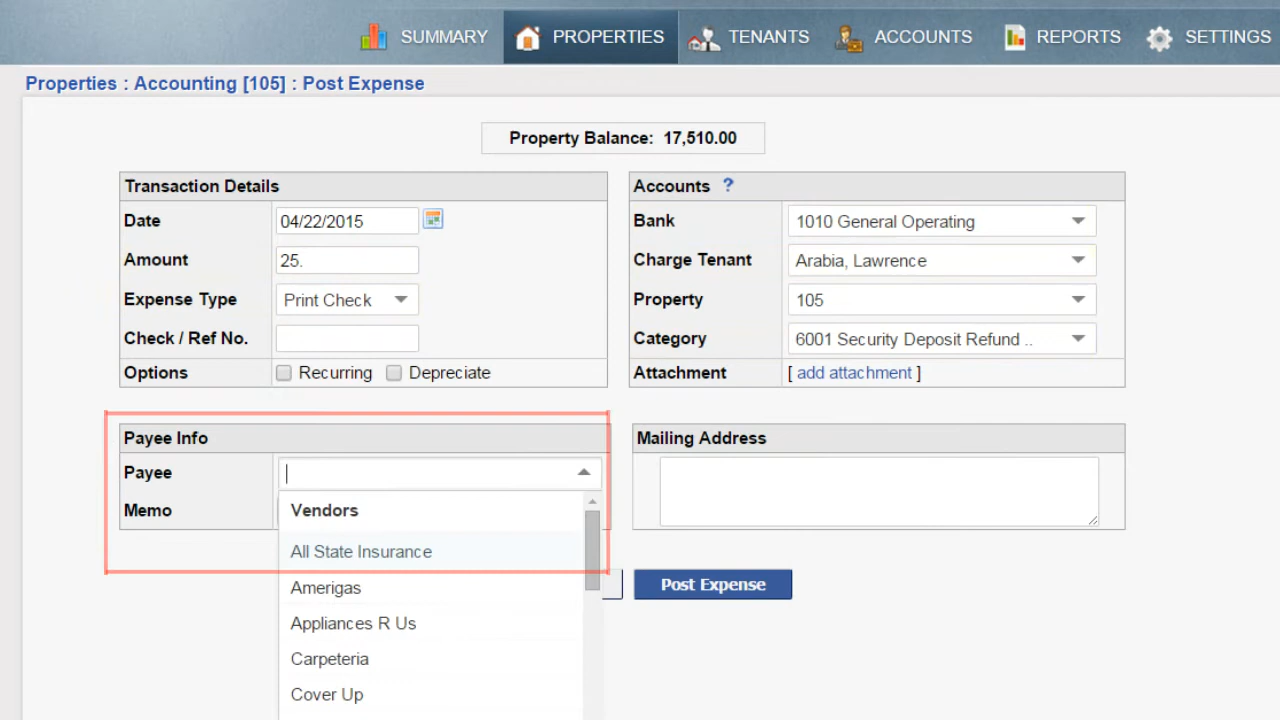 SUMMARY PROPERTIES TENANTS ACCOUNTS REPORTS SETTINGS
Properties : Accounting [105] : Post Expense
Property Balance: 17,510.00
Transaction Details
Date 04/22/2015
Amount 25.
Expense Type Print Check
Check / Ref No.
Options Recurring Depreciate
Accounts ?
Bank 1010 General Operating
Charge Tenant Arabia, Lawrence
Property 105
Category 6001 Security Deposit Refund ..
Attachment [ add attachment ]
Payee Info
Payee
Memo
Vendors
All State Insurance
Amerigas
Appliances R Us
Carpeteria
Cover Up
Mailing Address
Post Expense